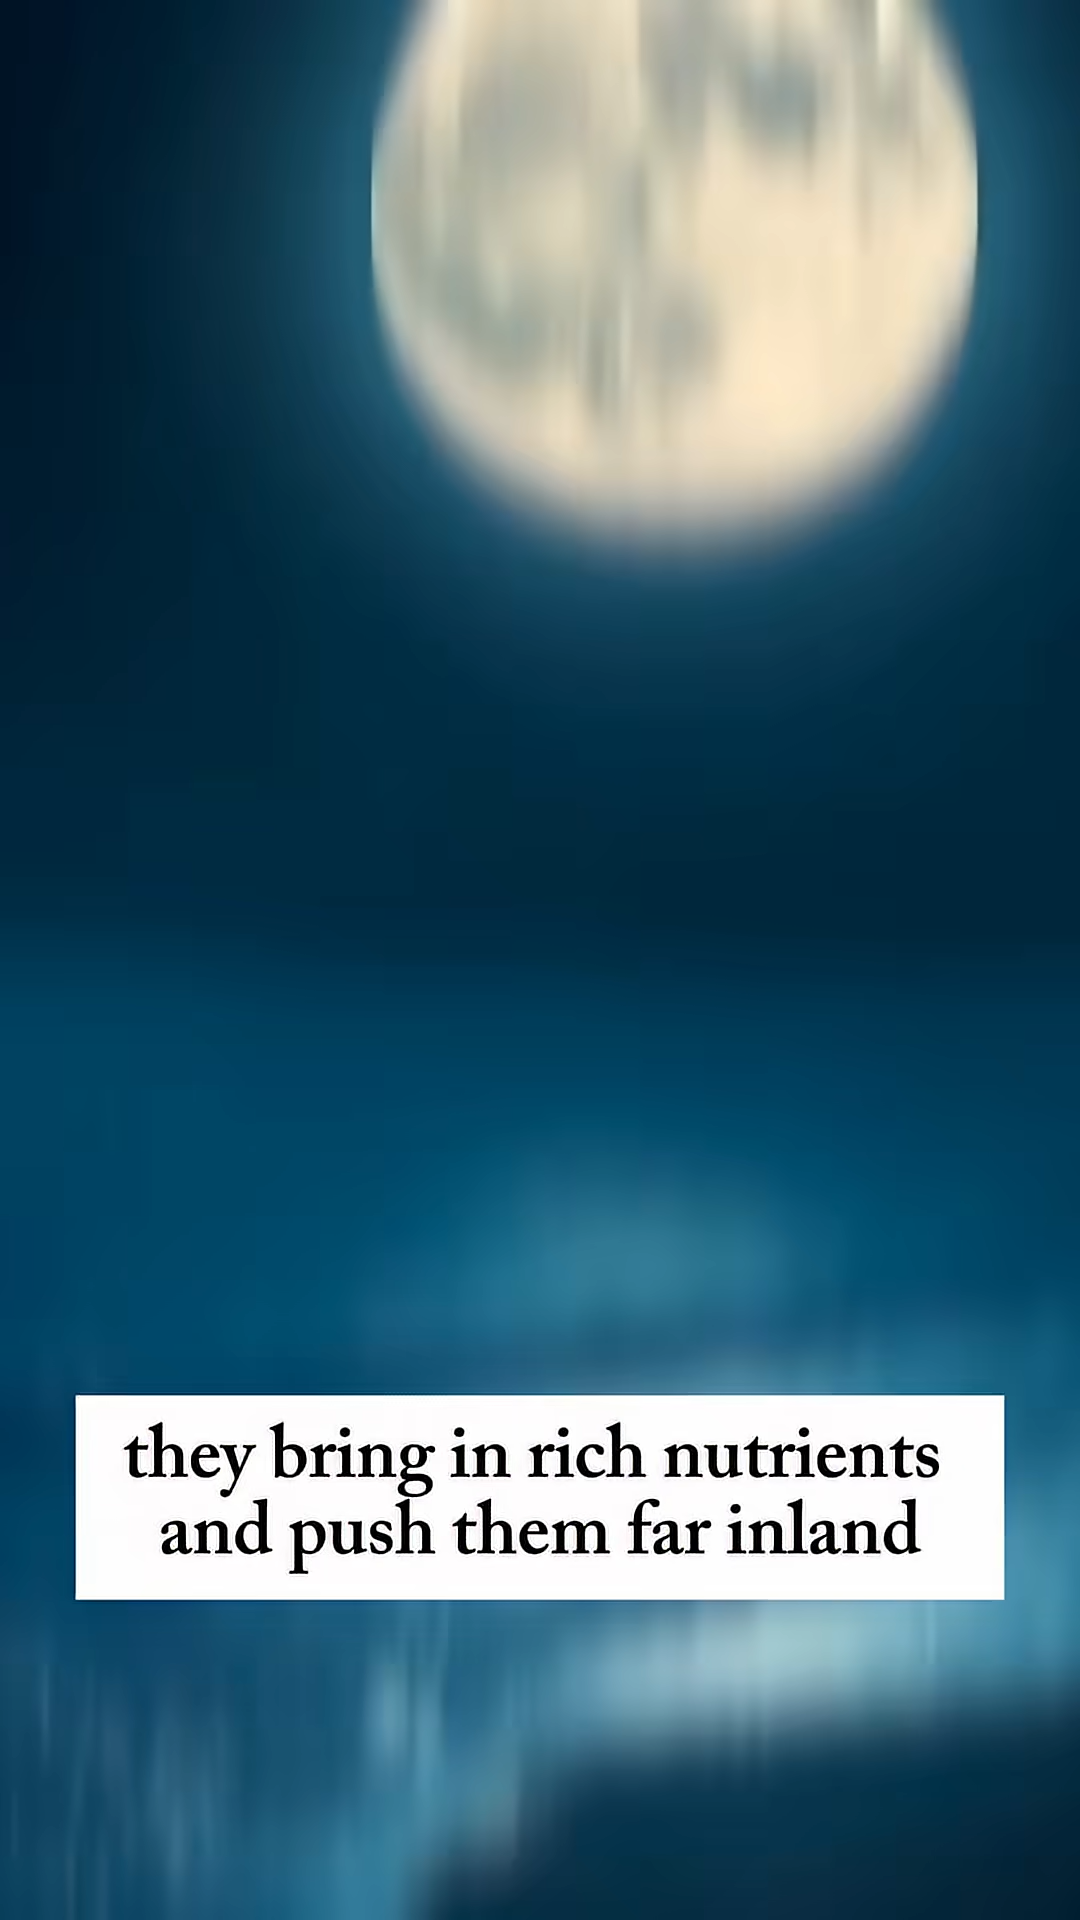 they bring in rich nutrients
and push them far inland